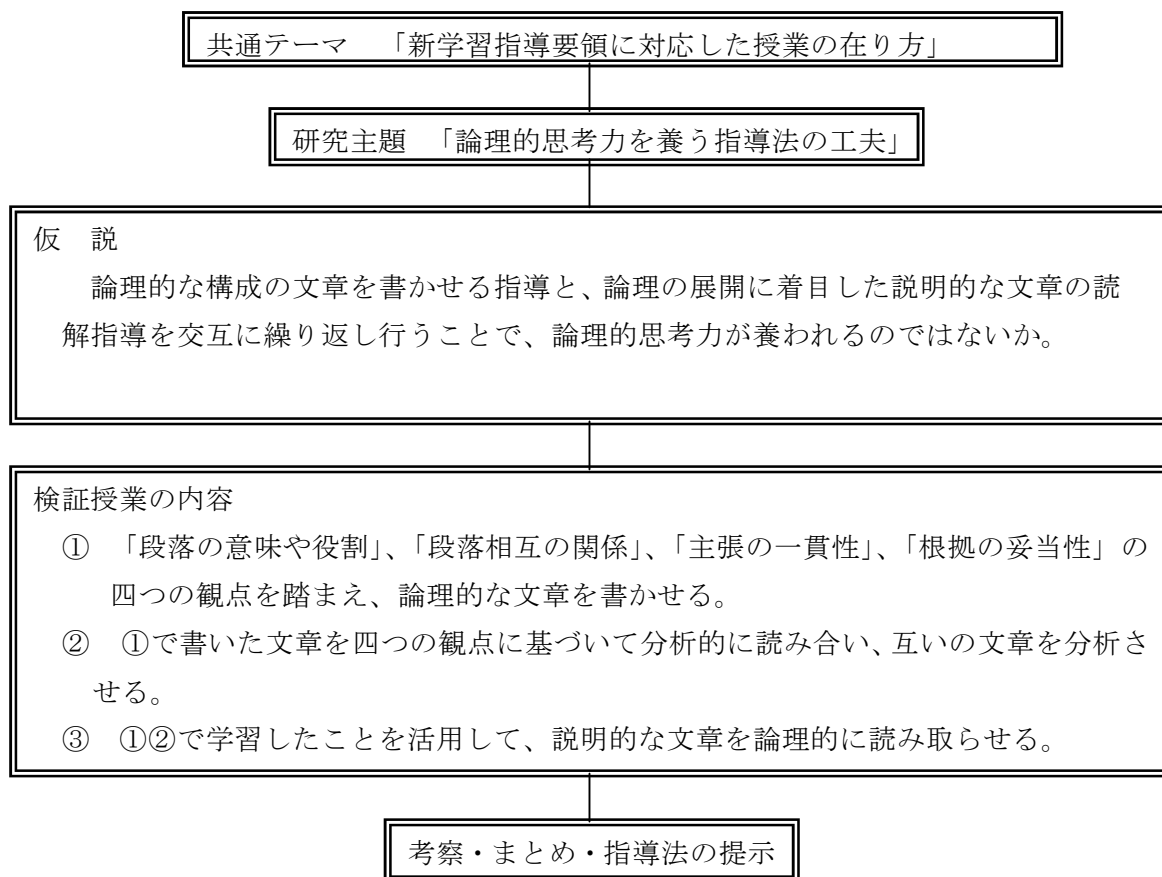 共通テーマ　「新学習指導要領に対応した授業の在り方」
研究主題　「論理的思考力を養う指導法の工夫」
仮　説
論理的な構成の文章を書かせる指導と、論理の展開に着目した説明的な文章の読
解指導を交互に繰り返し行うことで、論理的思考力が養われるのではないか。
検証授業の内容
①　「段落の意味や役割」、「段落相互の関係」、「主張の一貫性」、「根拠の妥当性」の
四つの観点を踏まえ、論理的な文章を書かせる。
②　①で書いた文章を四つの観点に基づいて分析的に読み合い、互いの文章を分析さ
せる。
③　①②で学習したことを活用して、説明的な文章を論理的に読み取らせる。
考察・まとめ・指導法の提示